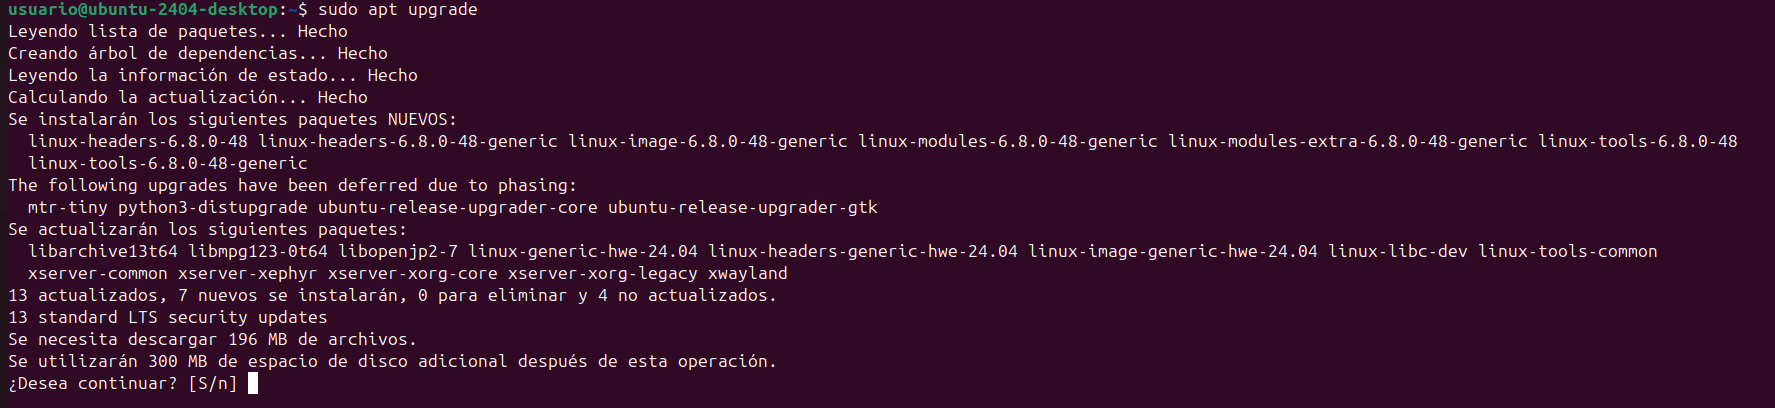 usuario@ubuntu-2404-desktop:~$ sudo apt upgrade
Leyendo lista de paquetes... Hecho
Creando árbol de dependencias... Hecho
Leyendo la información de estado... Hecho
Calculando la actualización... Hecho
Se instalarán los siguientes paquetes NUEVOS:
  linux-headers-6.8.0-48 linux-headers-6.8.0-48-generic linux-image-6.8.0-48-generic linux-modules-6.8.0-48-generic linux-modules-extra-6.8.0-48-generic linux-tools-6.8.0-48
  linux-tools-6.8.0-48-generic
The following upgrades have been deferred due to phasing:
  mtr-tiny python3-distupgrade ubuntu-release-upgrader-core ubuntu-release-upgrader-gtk
Se actualizarán los siguientes paquetes:
  libarchive13t64 libmpg123-0t64 libopenjp2-7 linux-generic-hwe-24.04 linux-headers-generic-hwe-24.04 linux-image-generic-hwe-24.04 linux-libc-dev linux-tools-common
  xserver-common xserver-xephyr xserver-xorg-core xserver-xorg-legacy xwayland
13 actualizados, 7 nuevos se instalarán, 0 para eliminar y 4 no actualizados.
13 standard LTS security updates
Se necesita descargar 196 MB de archivos.
Se utilizarán 300 MB de espacio de disco adicional después de esta operación.
¿Desea continuar? [S/n]